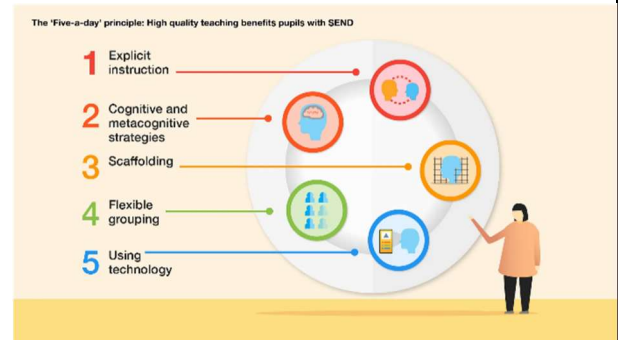 The 'Five-a-day' principle: High quality teaching benefits pupils with SEND
1 Explicit
instruction
2 Cognitive and
metacognitive
strategies
3 Scaffolding
4 Flexible
grouping
5 Using
technology